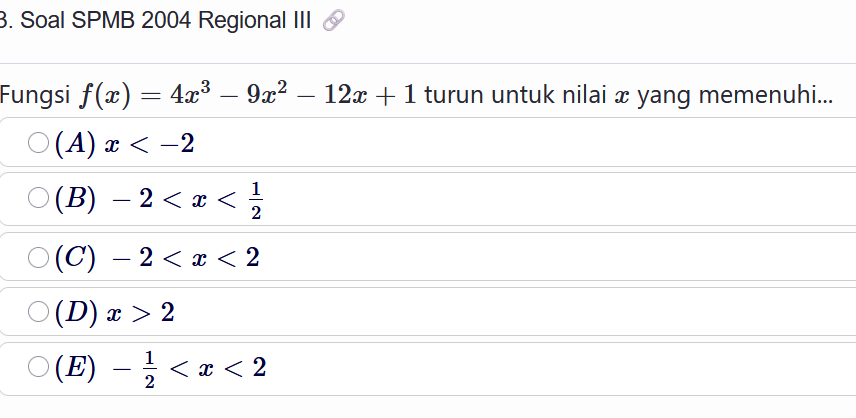 3. Soal SPMB 2004 Regional III
Fungsi f(x) = 4x³ − 9x² − 12x + 1 turun untuk nilai x yang memenuhi...
(A) x < −2
(B) − 2 < x < 1/2
(C) − 2 < x < 2
(D) x > 2
(E) − 1/2 < x < 2